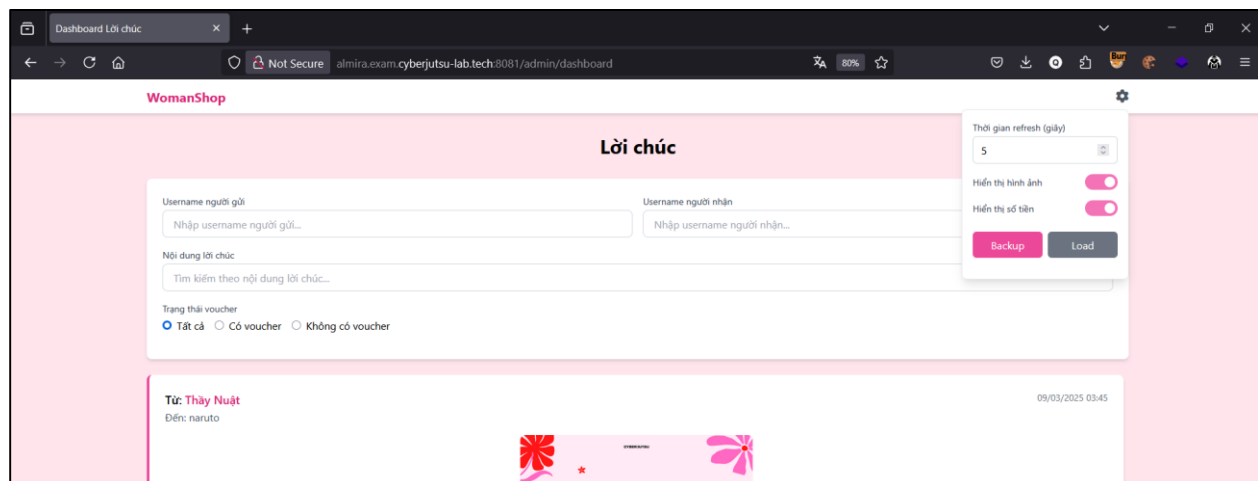 Dashboard Lời chúc
Not Secure almira.exam.cyberjutsu-lab.tech:8081/admin/dashboard 80%
WomanShop
Lời chúc
Thời gian refresh (giây)
5
Hiển thị hình ảnh
Hiển thị số tiền
Backup Load
Username người gửi Username người nhận
Nhập username người gửi... Nhập username người nhận...
Nội dung lời chúc
Tìm kiếm theo nội dung lời chúc...
Trạng thái voucher
Tất cả Có voucher Không có voucher
Từ: Thầy Nuật 09/03/2025 03:45
Đến: naruto
CYBER JUTSU